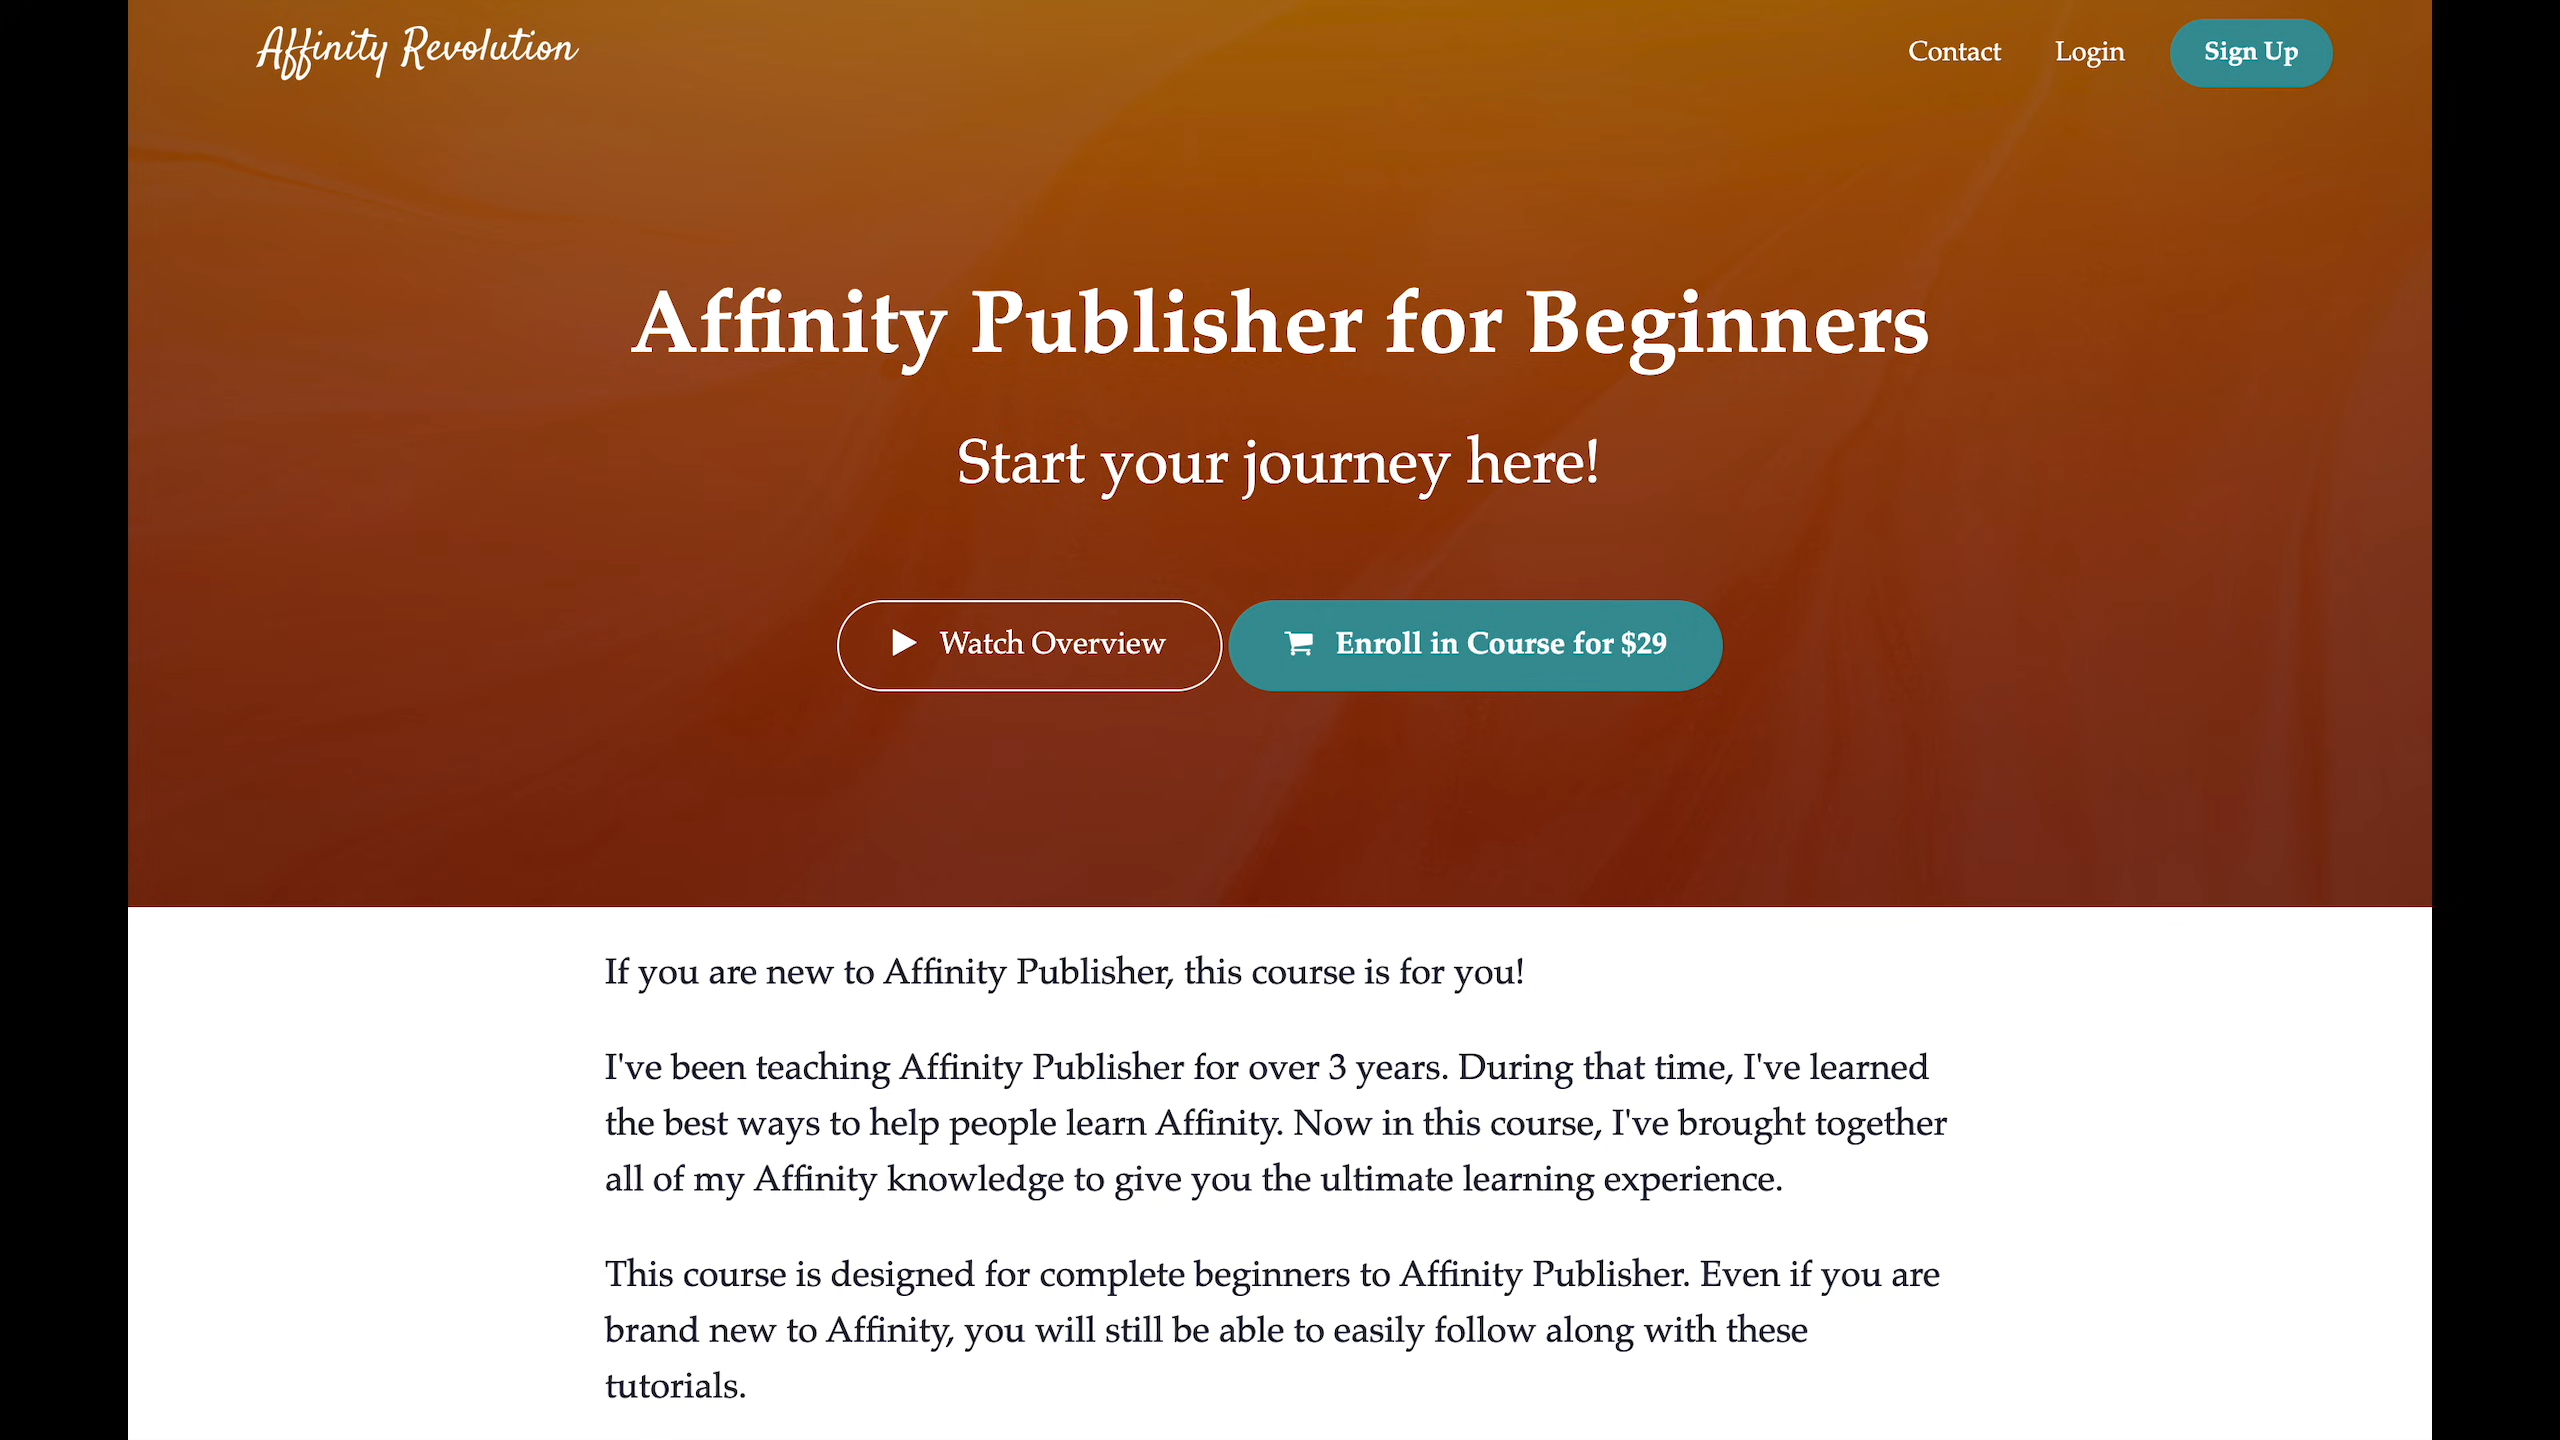 Affinity Revolution
Contact Login Sign Up
Affinity Publisher for Beginners
Start your journey here!
Watch Overview
Enroll in Course for $29
If you are new to Affinity Publisher, this course is for you!
I've been teaching Affinity Publisher for over 3 years. During that time, I've learned
the best ways to help people learn Affinity. Now in this course, I've brought together
all of my Affinity knowledge to give you the ultimate learning experience.
This course is designed for complete beginners to Affinity Publisher. Even if you are
brand new to Affinity, you will still be able to easily follow along with these
tutorials.